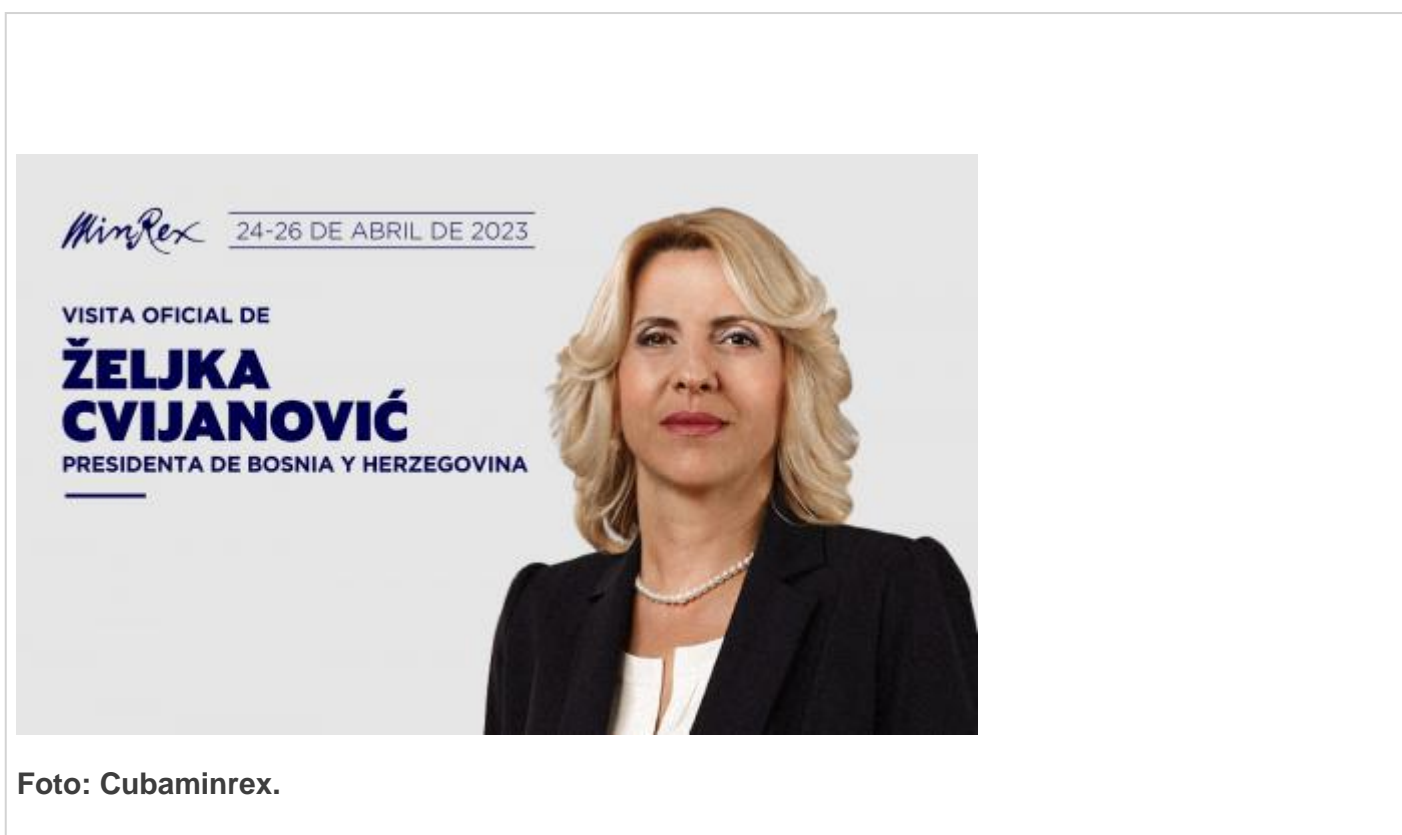 MinRex 24-26 DE ABRIL DE 2023
VISITA OFICIAL DE
ŽELJKA
CVIJANOVIĆ
PRESIDENTA DE BOSNIA Y HERZEGOVINA
Foto: Cubaminrex.